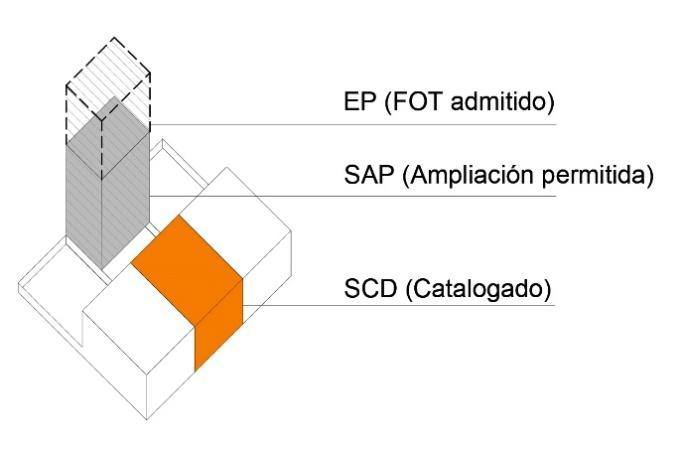 EP (FOT admitido)
SAP (Ampliación permitida)
SCD (Catalogado)